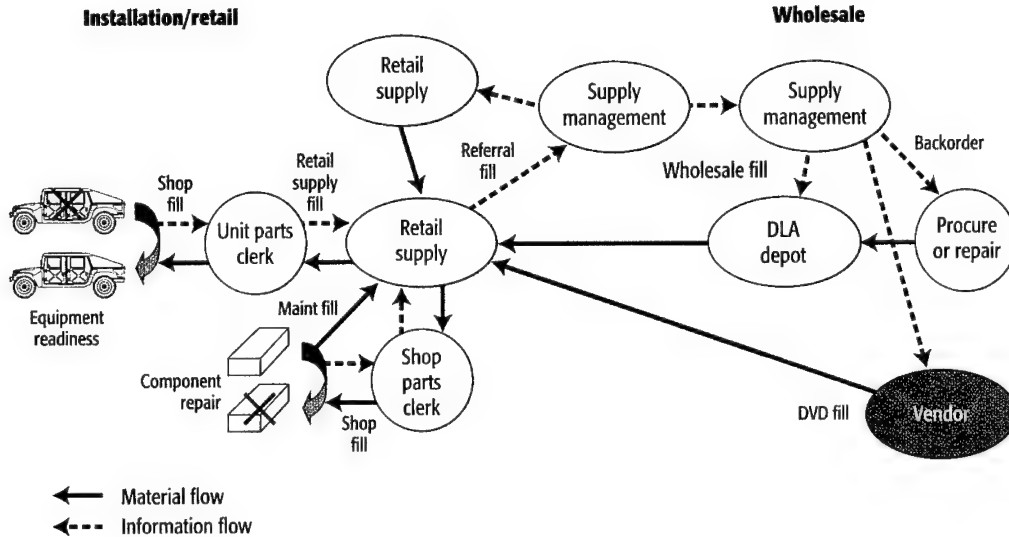 Installation/retail
Wholesale
Retail
supply
Supply
management
Supply
management
Backorder
Referral
fill
Wholesale fill
Shop
fill
Retail
supply
fill
Unit parts
clerk
Retail
supply
DLA
depot
Procure
or repair
Equipment
readiness
Maint fill
Component
repair
Shop
parts
clerk
Shop
fill
DVD fill
Vendor
Material flow
Information flow